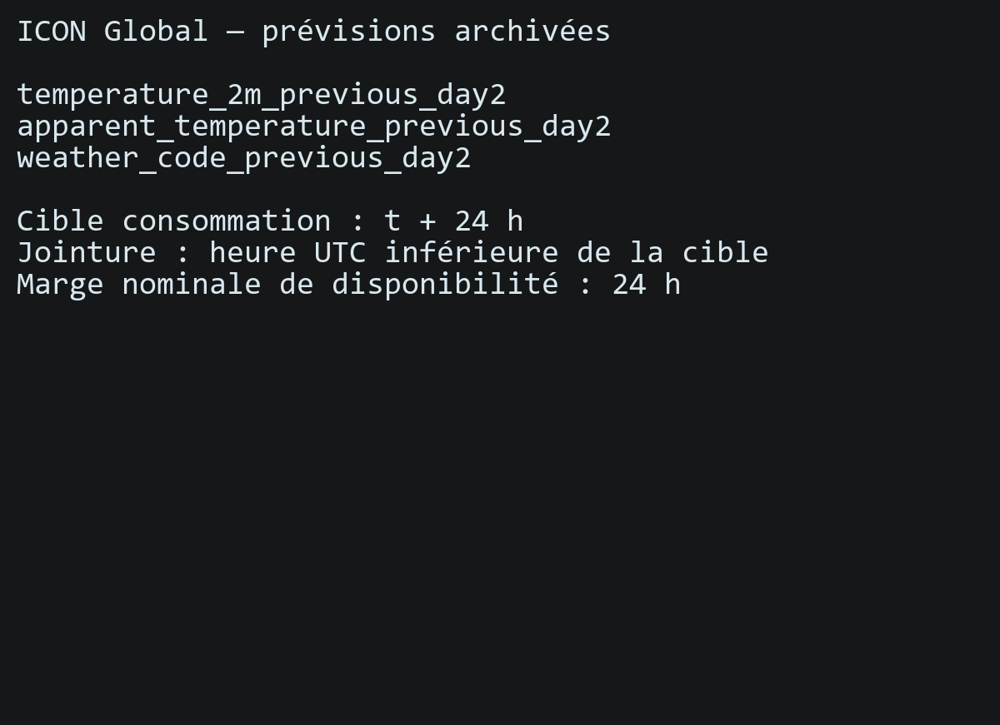 ICON Global — prévisions archivées
temperature_2m_previous_day2
apparent_temperature_previous_day2
weather_code_previous_day2
Cible consommation : t + 24 h
Jointure : heure UTC inférieure de la cible
Marge nominale de disponibilité : 24 h